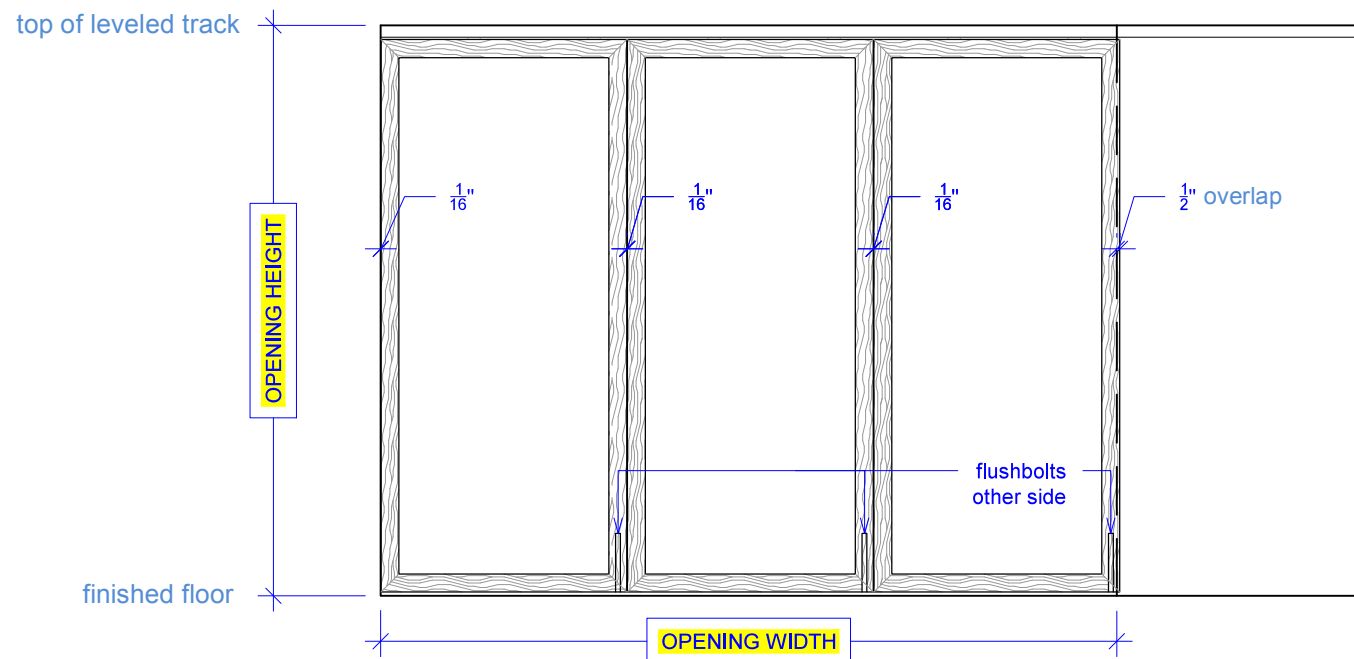 top of leveled track
1/16"
1/16"
1/16"
1/2" overlap
OPENING HEIGHT
flushbolts
other side
finished floor
OPENING WIDTH